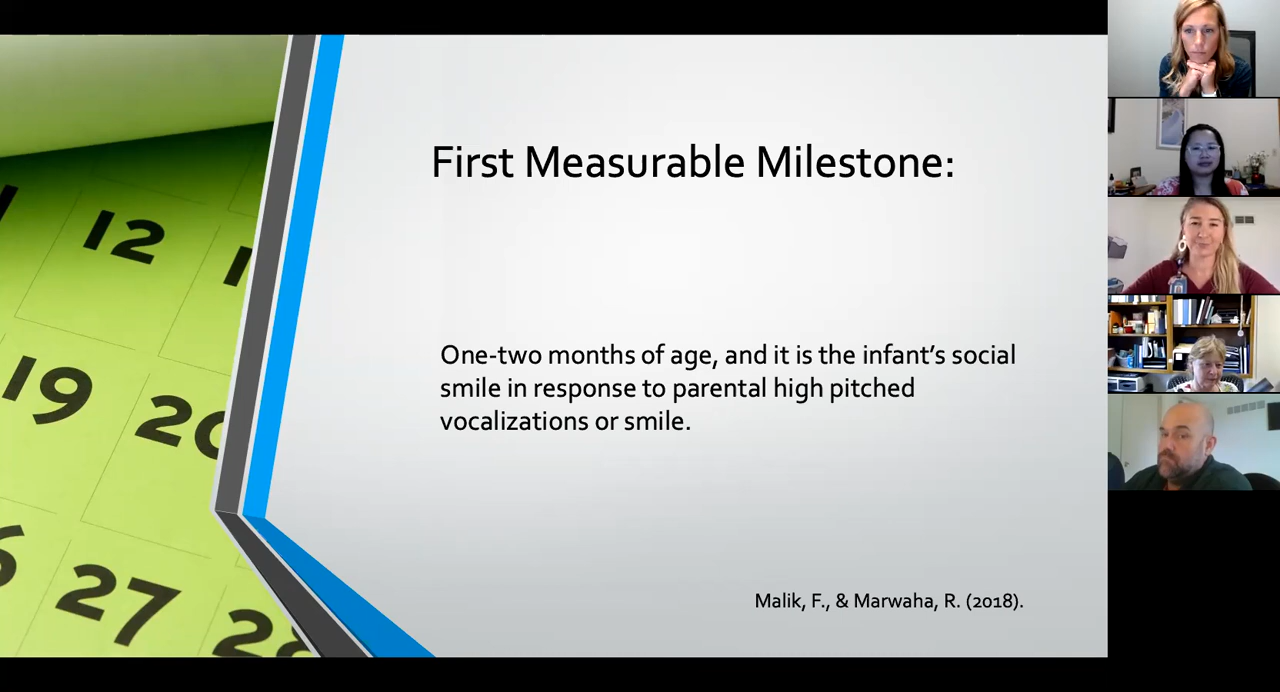 First Measurable Milestone:
One-two months of age, and it is the infant’s social
smile in response to parental high pitched
vocalizations or smile.
Malik, F., & Marwaha, R. (2018).
12
19
20
27
28